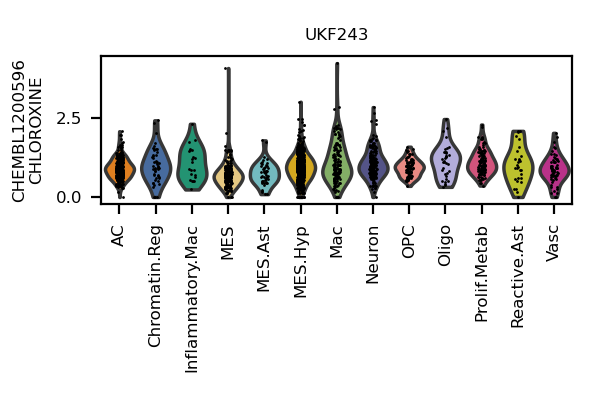 UKF243
CHEMBL1200596
CHLOROXINE
2.5
0.0
AC
Chromatin.Reg
Inflammatory.Mac
MES
MES.Ast
MES.Hyp
Mac
Neuron
OPC
Oligo
Prolif.Metab
Reactive.Ast
Vasc